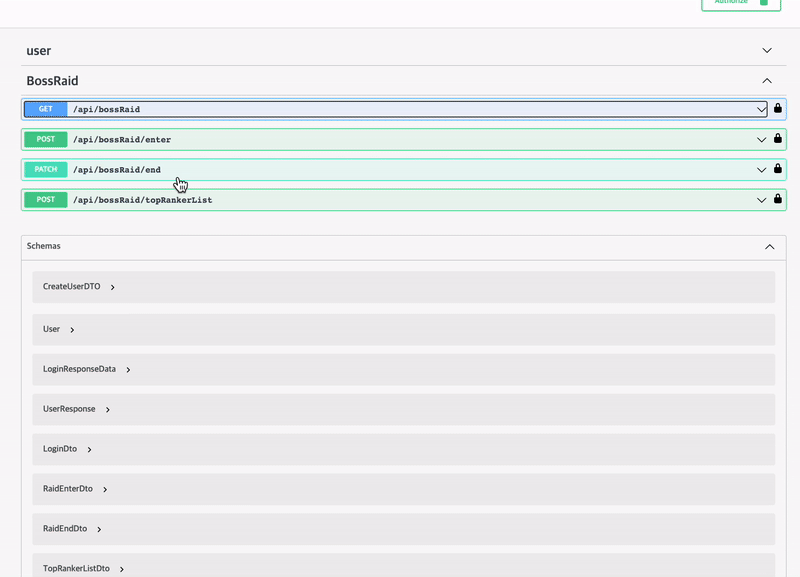 Authorize
user
BossRaid
GET /api/bossRaid
POST /api/bossRaid/enter
PATCH /api/bossRaid/end
POST /api/bossRaid/topRankerList
Schemas
CreateUserDTO
User
LoginResponseData
UserResponse
LoginDto
RaidEnterDto
RaidEndDto
TopRankerListDto